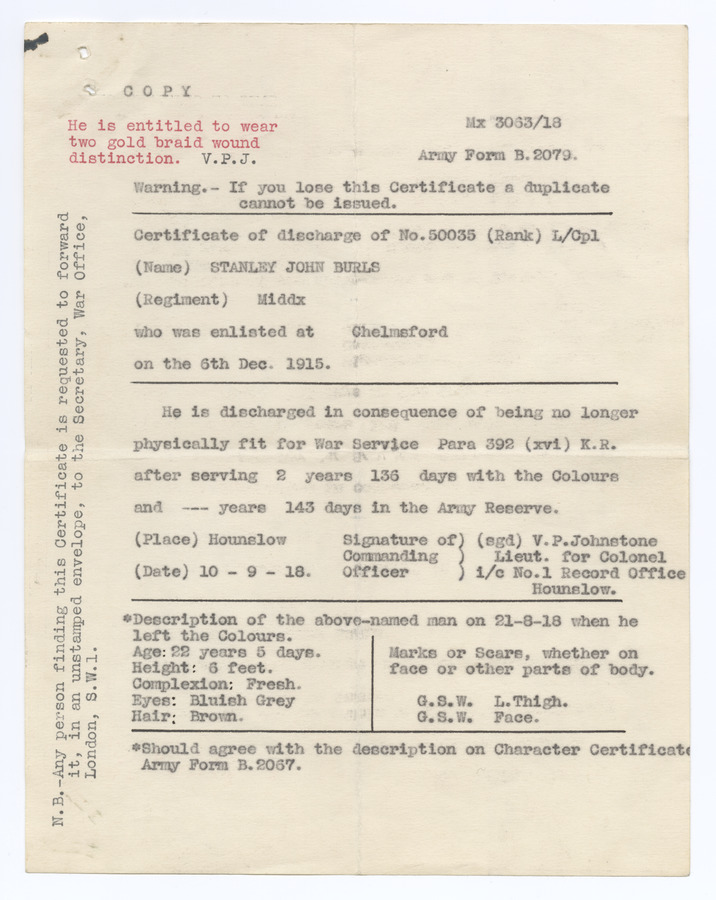 C O P Y
He is entitled to wear
two gold braid wound
distinction. V.P.J.
Mx 3063/18
Army Form B.2079.
Warning.- If you lose this Certificate a duplicate
cannot be issued.
Certificate of discharge of No.50035 (Rank) L/Cpl
(Name) STANLEY JOHN BURLS
(Regiment) Middx
who was enlisted at Chelmsford
on the 6th Dec. 1915.
He is discharged in consequence of being no longer
physically fit for War Service Para 392 (xvi) K.R.
after serving 2 years 136 days with the Colours
and --- years 143 days in the Army Reserve.
(Place) Hounslow Signature of) (sgd) V.P.Johnstone
Commanding ) Lieut. for Colonel
(Date) 10 - 9 - 18. Officer ) i/c No.1 Record Office
Hounslow.
*Description of the above-named man on 21-8-18 when he
left the Colours.
Age: 22 years 5 days.
Height: 6 feet.
Complexion: Fresh.
Eyes: Bluish Grey
Hair: Brown.
Marks or Scars, whether on
face or other parts of body.
G.S.W. L.Thigh.
G.S.W. Face.
*Should agree with the description on Character Certificate
Army Form B.2067.
N.B.-Any person finding this Certificate is requested to forward
it, in an unstamped envelope, to the Secretary, War Office,
London, S.W.1.